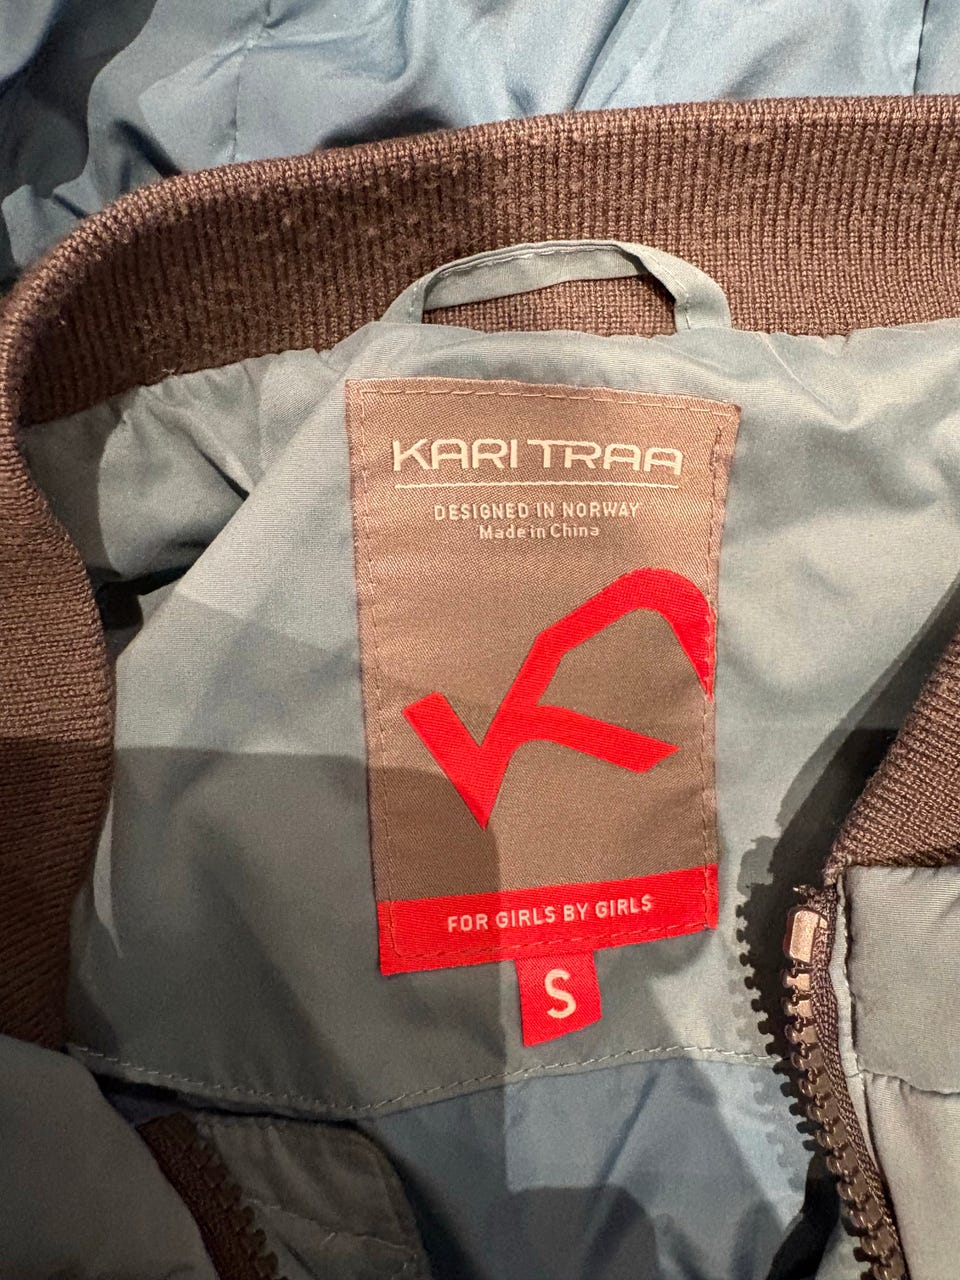 KARI TRAA
DESIGNED IN NORWAY
Made in China
FOR GIRLS BY GIRLS
S